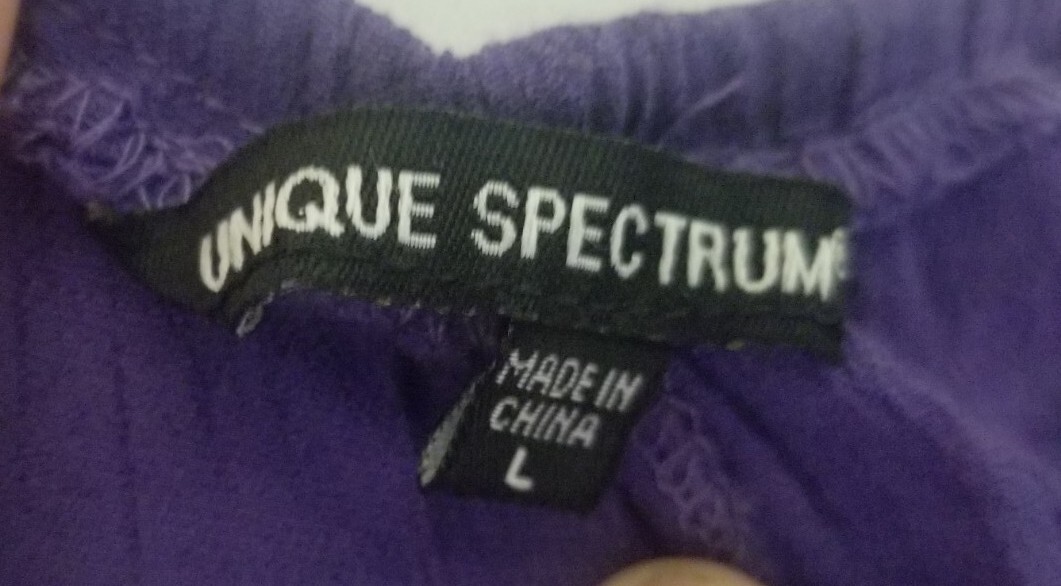 UNIQUE SPECTRUM®
MADE IN
CHINA
L